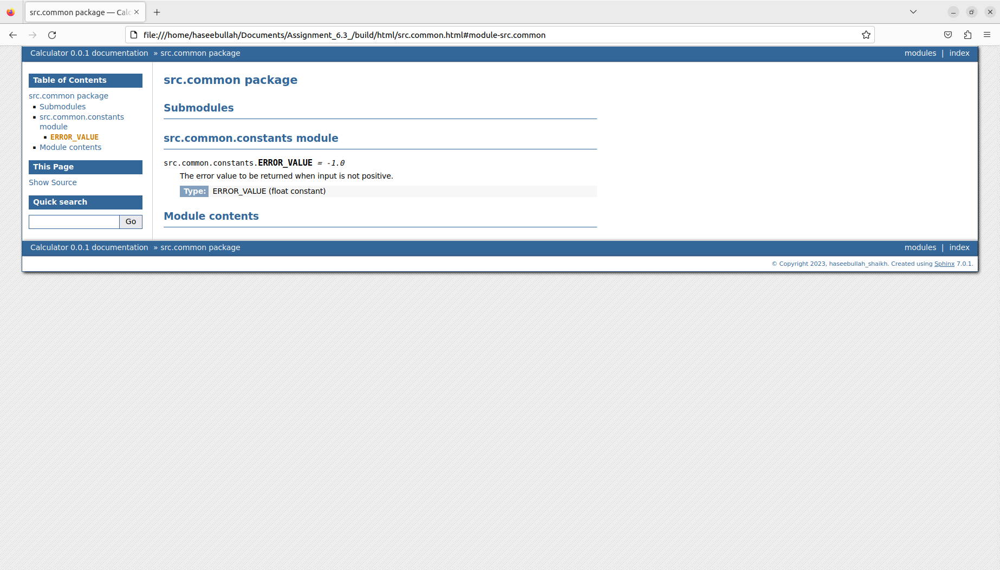 src.common package — Calc
file:///home/haseebullah/Documents/Assignment_6.3_/build/html/src.common.html#module-src.common
Calculator 0.0.1 documentation » src.common package
modules | index
Table of Contents
src.common package
Submodules
src.common.constants
module
ERROR_VALUE
Module contents
This Page
Show Source
Quick search
Go
src.common package
Submodules
src.common.constants module
src.common.constants.ERROR_VALUE = -1.0
The error value to be returned when input is not positive.
Type: ERROR_VALUE (float constant)
Module contents
Calculator 0.0.1 documentation » src.common package
modules | index
© Copyright 2023, haseebullah_shaikh. Created using Sphinx 7.0.1.